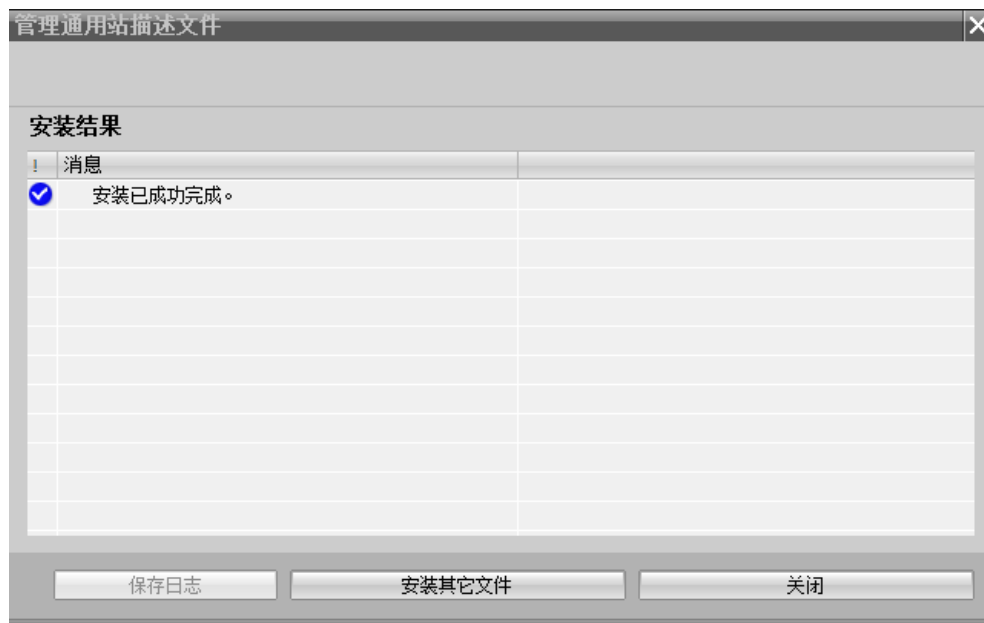 管理通用站描述文件
安装结果
! 消息
安装已成功完成。
保存日志 安装其它文件 关闭